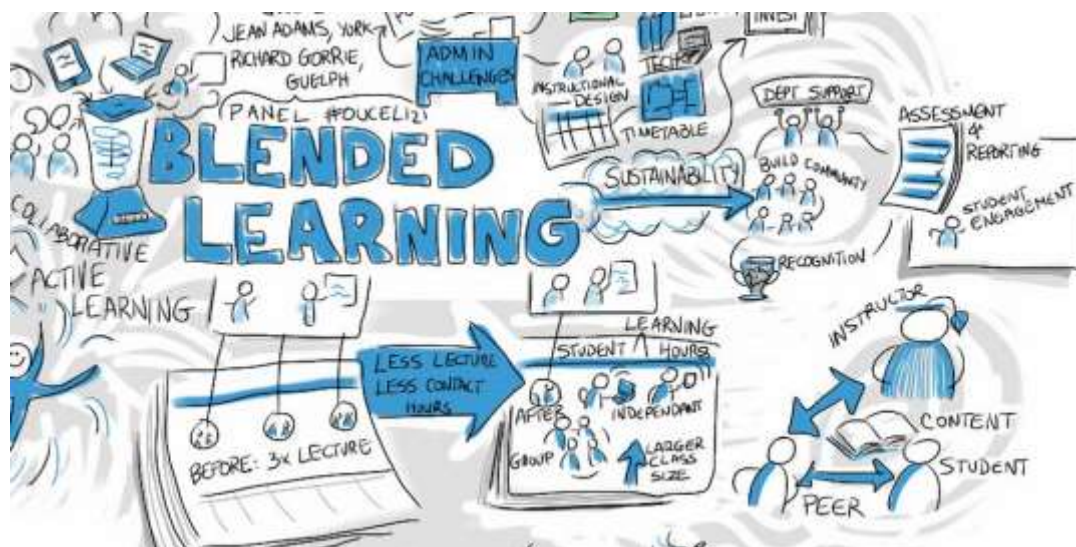 JEAN ADAMS, YORK
RICHARD GORRIE,
GUELPH
PANEL #OUCEL121
BLENDED
LEARNING
ADMIN
CHALLENGES
INSTRUCTIONAL
DESIGN
TECH
TIMETABLE
INVEST
SUSTAINABILITY
DEPT SUPPORT
BUILD COMMUNITY
RECOGNITION
ASSESSMENT
&
REPORTING
STUDENT
ENGAGEMENT
COLLABORATIVE
ACTIVE
LEARNING
BEFORE: 3x LECTURE
LESS LECTURE
LESS CONTACT
HOURS
LEARNING
STUDENT HOURS
AFTER
INDEPENDANT
GROUP
LARGER
CLASS
SIZE
INSTRUCTOR
CONTENT
STUDENT
PEER